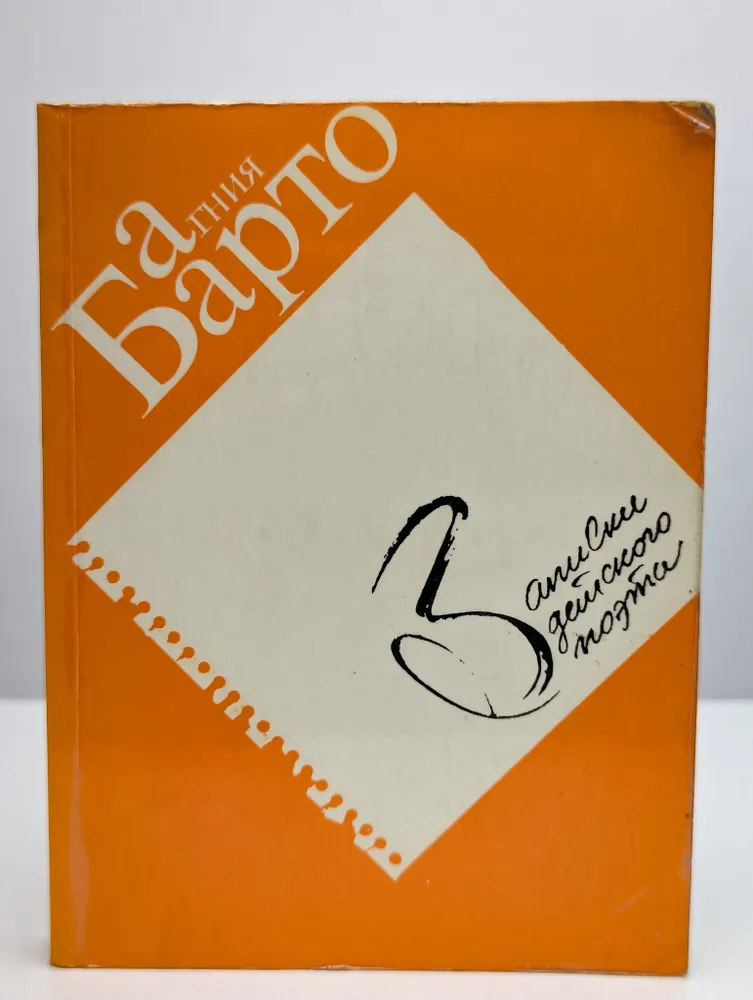 агния
Барто
Записки
детского
поэта